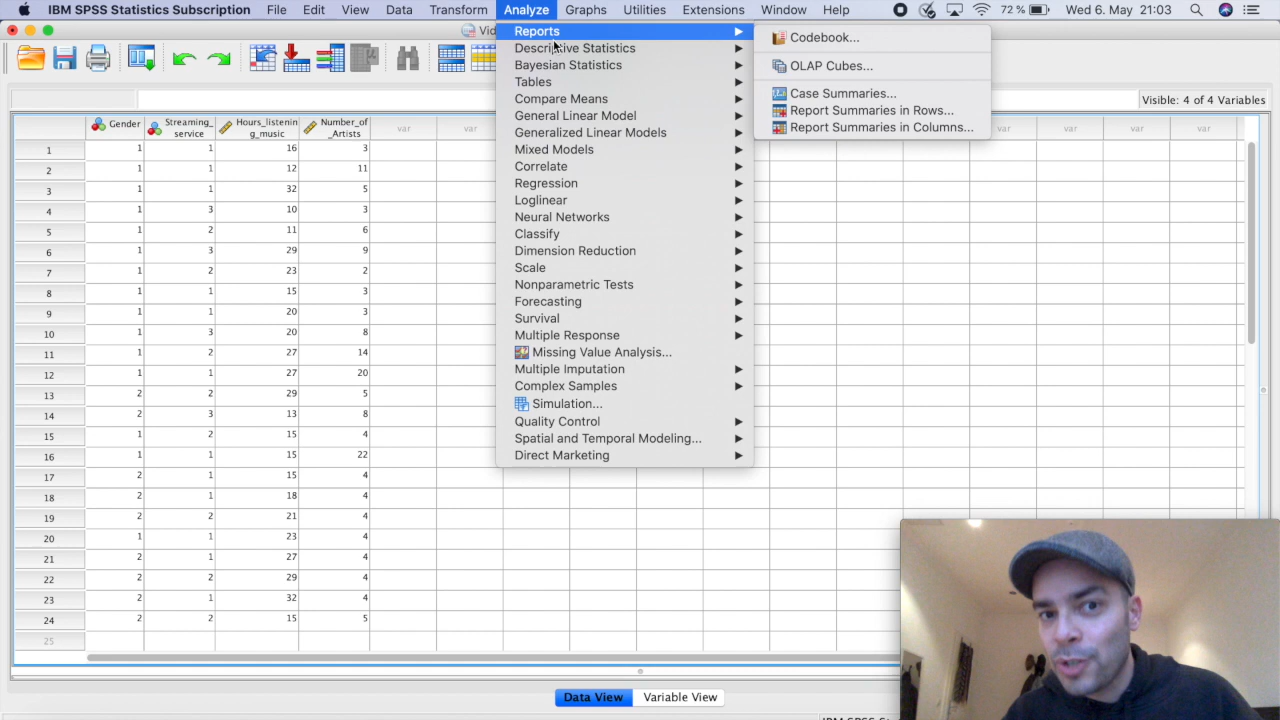 IBM SPSS Statistics Subscription File Edit View Data Transform Analyze Graphs Utilities Extensions Window Help 72 % Wed 6. May 21:03
Vid
Reports
Descriptive Statistics
Bayesian Statistics
Tables
Compare Means
General Linear Model
Generalized Linear Models
Mixed Models
Correlate
Regression
Loglinear
Neural Networks
Classify
Dimension Reduction
Scale
Nonparametric Tests
Forecasting
Survival
Multiple Response
Missing Value Analysis...
Multiple Imputation
Complex Samples
Simulation...
Quality Control
Spatial and Temporal Modeling...
Direct Marketing
Codebook...
OLAP Cubes...
Case Summaries...
Report Summaries in Rows...
Report Summaries in Columns...
Visible: 4 of 4 Variables
Gender Streaming_service Hours_listening_music Number_of_Artists var var var var var var
1 1 1 16 3
2 1 1 12 11
3 1 1 32 5
4 1 3 10 3
5 1 2 11 6
6 1 3 29 9
7 1 2 23 2
8 1 1 15 3
9 1 1 20 3
10 1 3 20 8
11 1 2 27 14
12 1 1 27 20
13 2 2 29 5
14 2 3 13 8
15 1 2 15 4
16 1 1 15 22
17 2 1 15 4
18 2 1 18 4
19 2 2 21 4
20 1 1 23 4
21 2 1 27 4
22 2 2 29 4
23 2 1 32 4
24 2 2 15 5
25
Data View Variable View